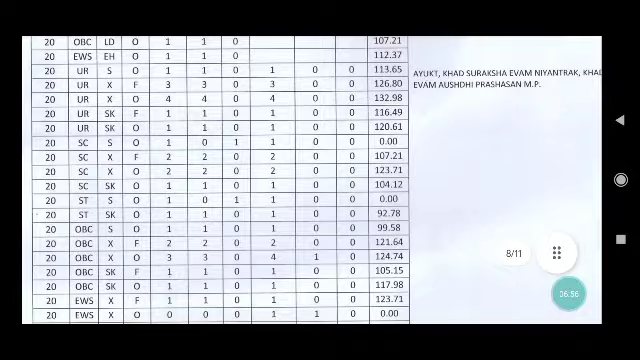 20 OBC LD O 1 1 0 107.21
20 EWS EH O 1 1 0 112.37
20 UR S O 1 1 0 1 0 0 113.65
20 UR X F 3 3 0 3 0 0 126.80
20 UR X O 4 4 0 4 0 0 132.98
20 UR SK F 1 1 0 1 0 0 116.49
20 UR SK O 1 1 0 1 0 0 120.61
20 SC S O 1 0 1 1 0 0 0.00
20 SC X F 2 2 0 2 0 0 107.21
20 SC X O 2 2 0 2 0 0 123.71
20 SC SK O 1 1 0 1 0 0 104.12
20 ST S O 1 0 1 1 0 0 0.00
20 ST SK O 1 1 0 1 0 0 92.78
20 OBC S O 1 1 0 1 0 0 99.58
20 OBC X F 2 2 0 2 0 0 121.64
20 OBC X O 3 3 0 4 1 0 124.74
20 OBC SK F 1 1 0 1 0 0 105.15
20 OBC SK O 1 1 0 1 0 0 117.98
20 EWS X F 1 1 0 1 0 0 123.71
20 EWS X O 0 0 0 1 1 0 0.00
AYUKT, KHAD SURAKSHA EVAM NIYANTRAK, KHAD
EVAM AUSHDHI PRASHASAN M.P.
8/11
06:56